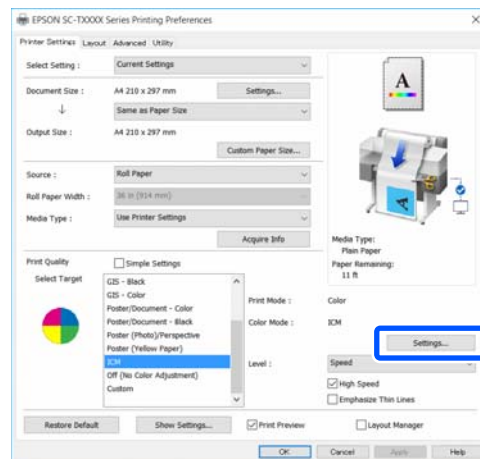 EPSON SC-TXXXX Series Printing Preferences
Printer Settings Layout Advanced Utility
Select Setting : Current Settings
Document Size : A4 210 x 297 mm Settings...
Same as Paper Size
Output Size : A4 210 x 297 mm
Custom Paper Size...
Source : Roll Paper
Roll Paper Width : 36 in (914 mm)
Media Type : Use Printer Settings
Acquire Info
A
Media Type:
Plain Paper
Paper Remaining:
11 ft
Print Quality Simple Settings
Select Target
GIS - Black
GIS - Color
Poster/Document - Color
Poster/Document - Black
Poster (Photo)/Perspective
Poster (Yellow Paper)
ICM
Off (No Color Adjustment)
Custom
Print Mode : Color
Color Mode : ICM
Settings...
Level : Speed
High Speed
Emphasize Thin Lines
Restore Default Show Settings... Print Preview Layout Manager
OK Cancel Apply Help